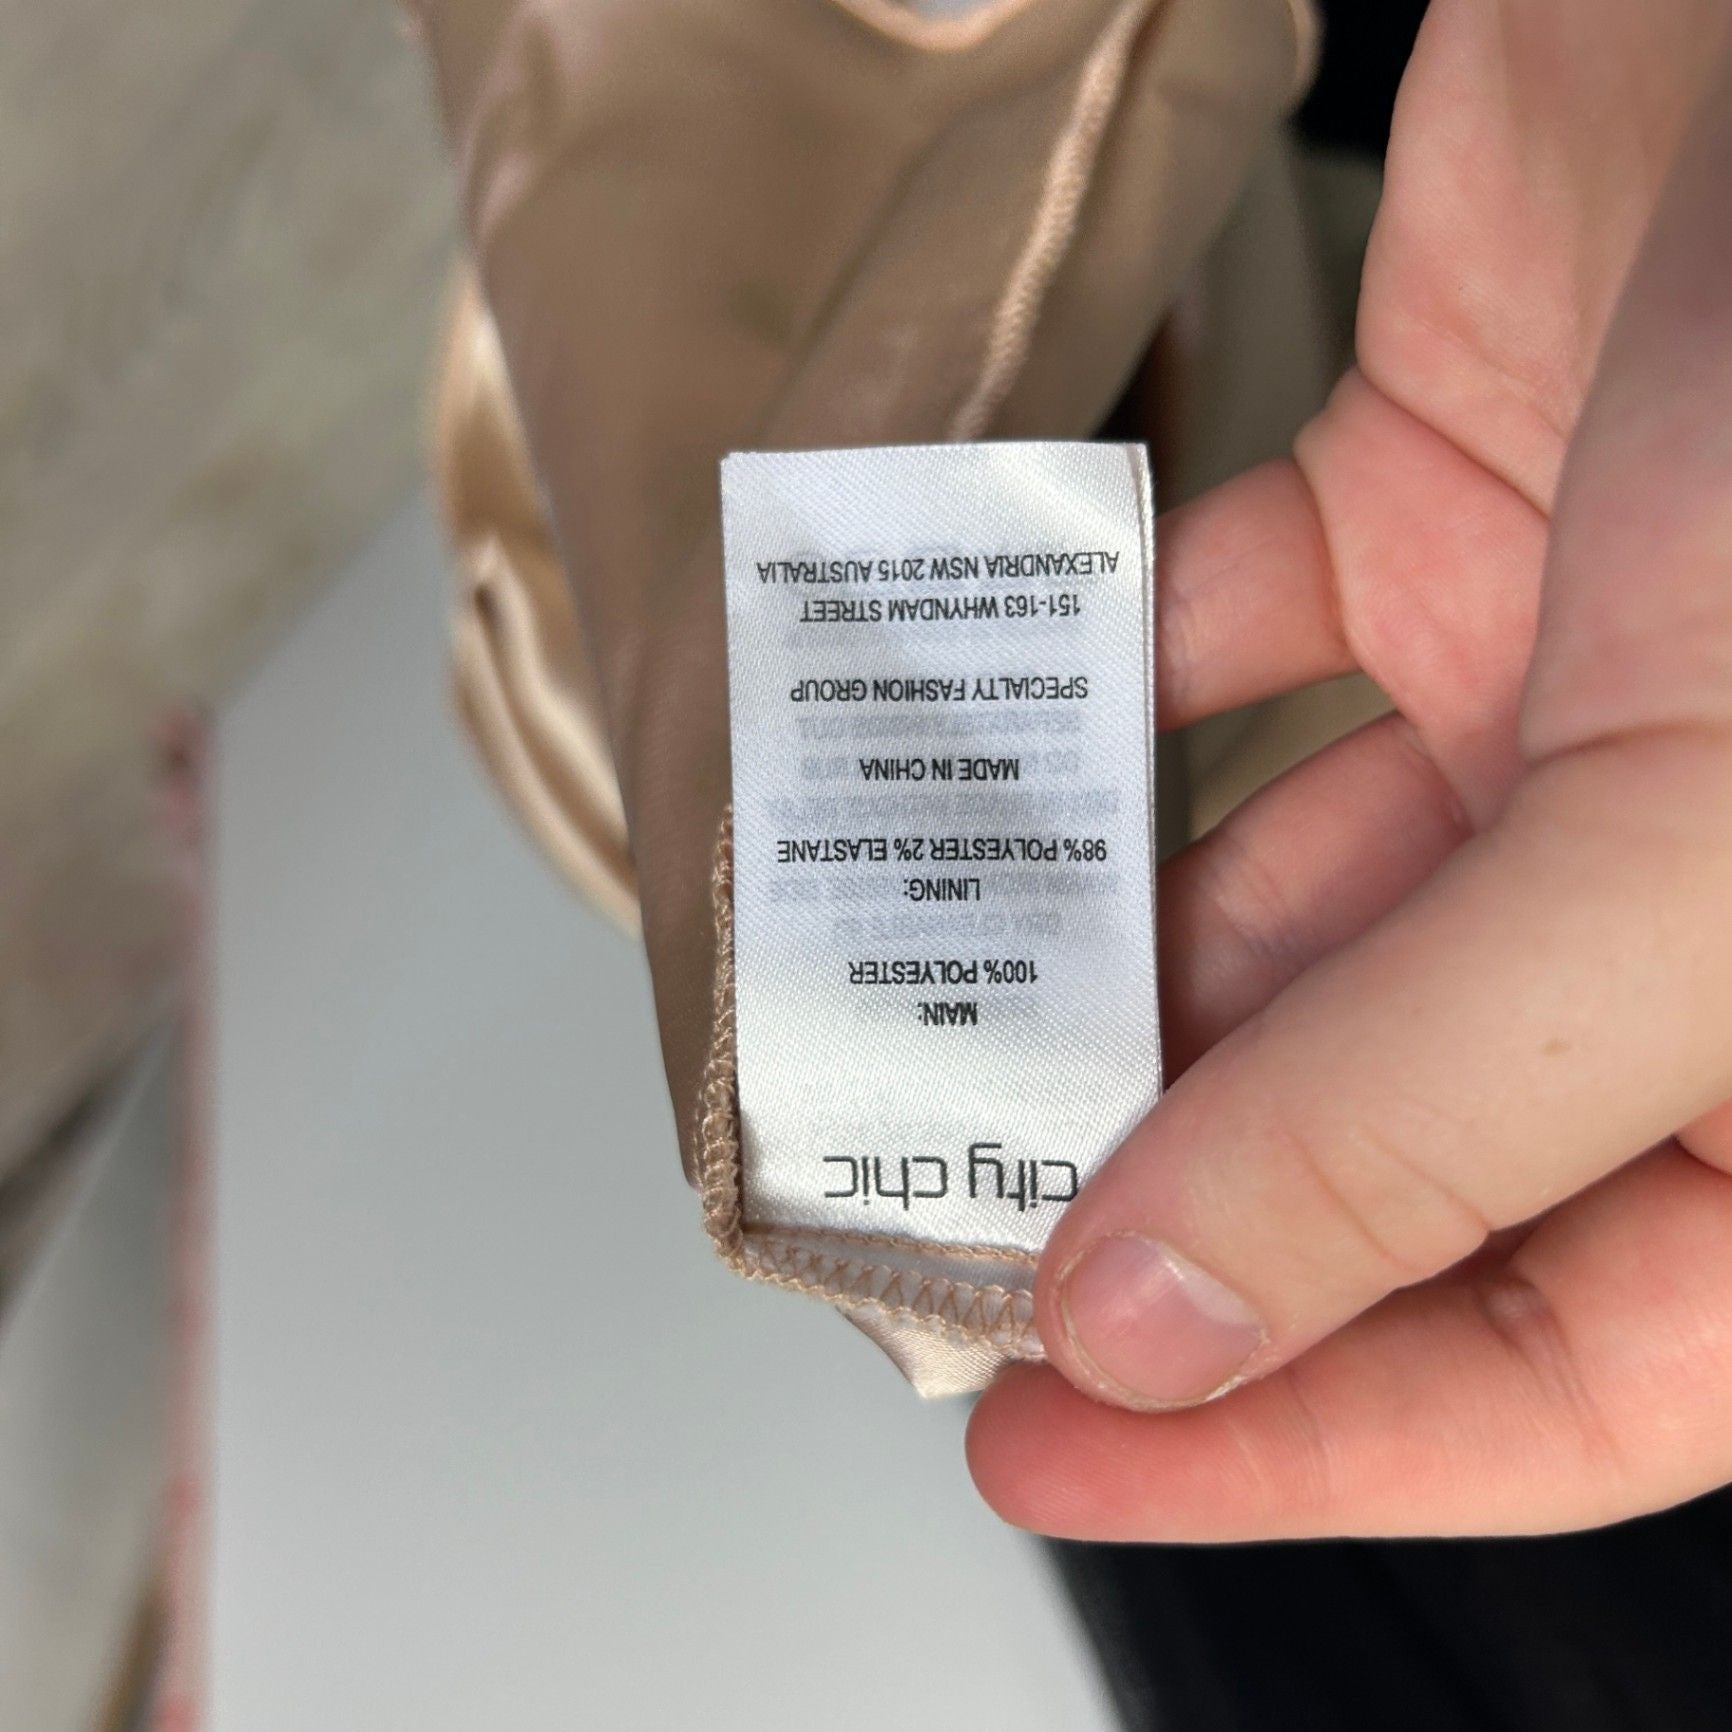 city chic
MAIN:
100% POLYESTER
LINING:
98% POLYESTER 2% ELASTANE
MADE IN CHINA
SPECIALTY FASHION GROUP
151-163 WHYNDAM STREET
ALEXANDRIA NSW 2015 AUSTRALIA